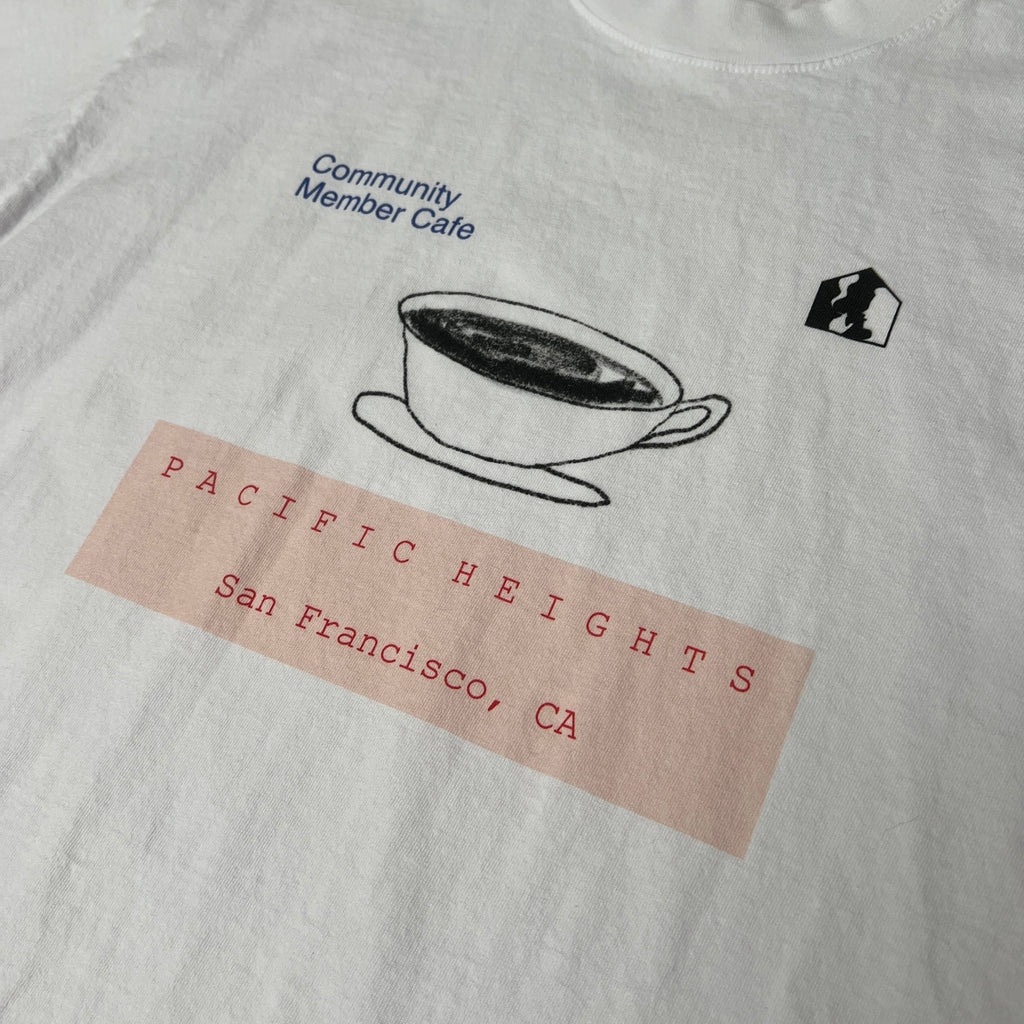 Community
Member Cafe
PACIFIC HEIGHTS
San Francisco, CA